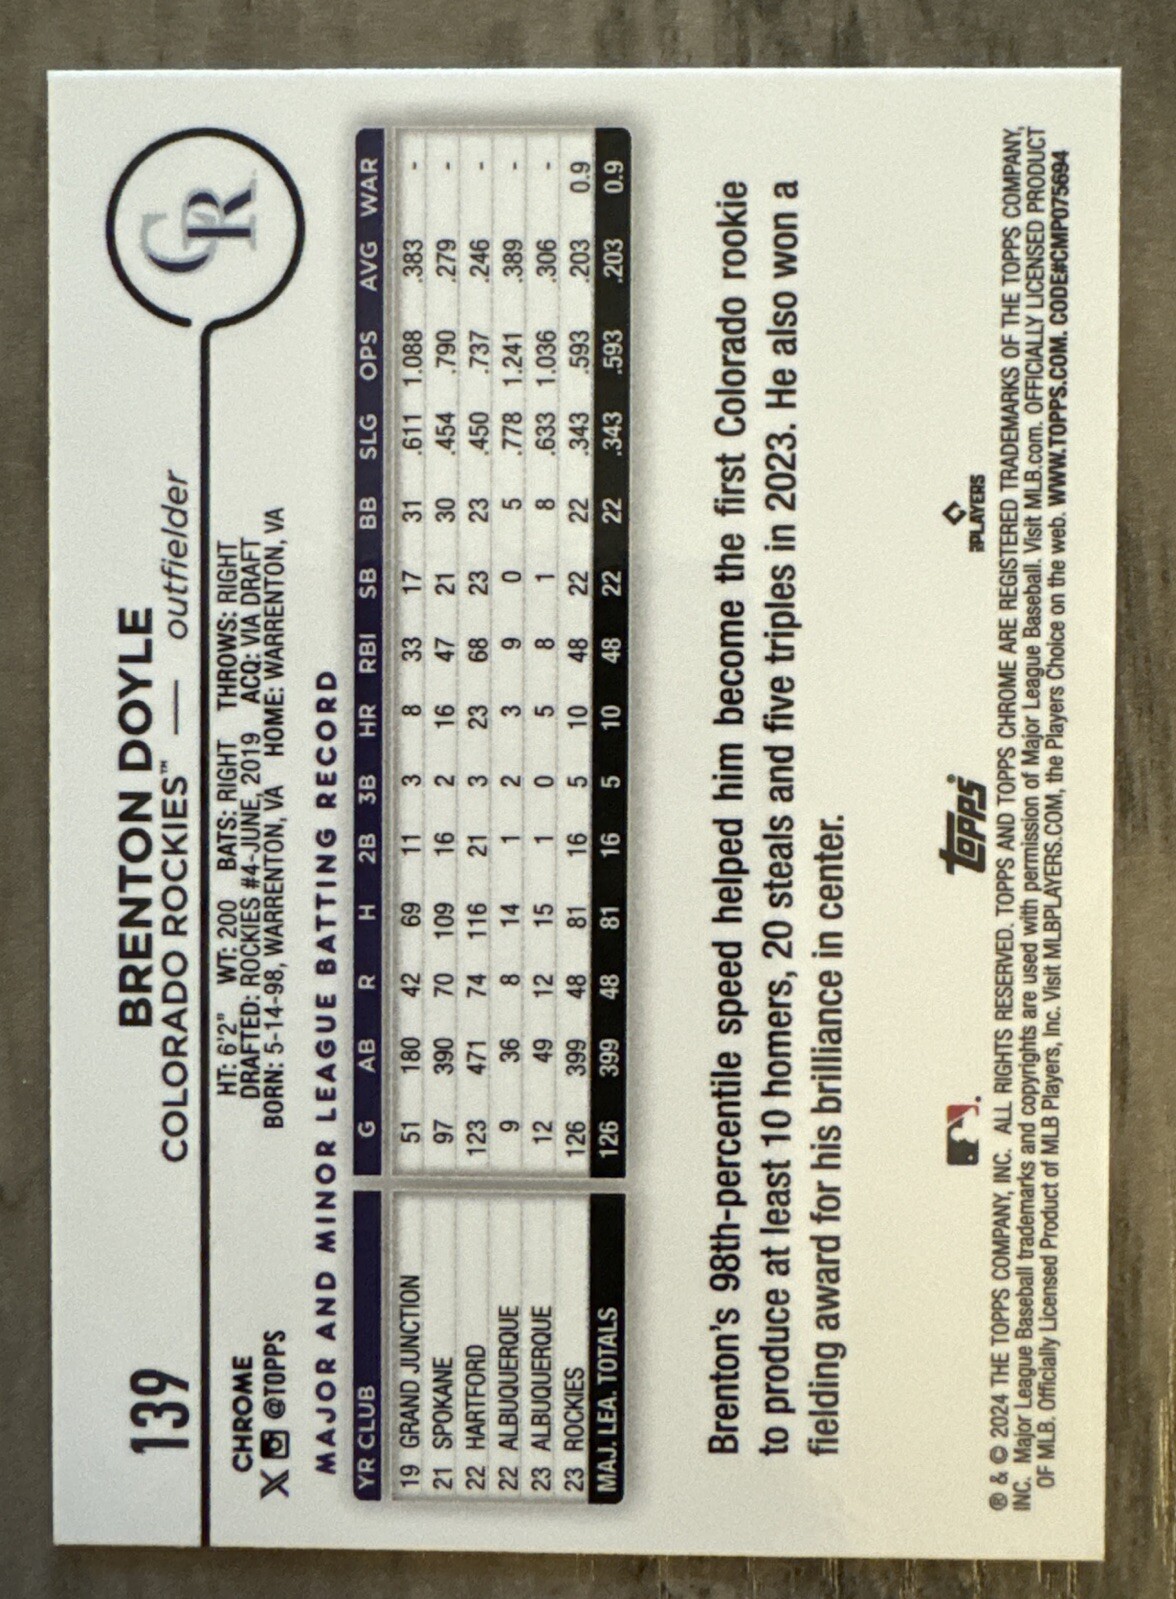 139
BRENTON DOYLE
COLORADO ROCKIES™ — outfielder
CR
CHROME
X @TOPPS
HT: 6'2" WT: 200 BATS: RIGHT THROWS: RIGHT
DRAFTED: ROCKIES #4-JUNE, 2019 ACQ: VIA DRAFT
BORN: 5-14-98, WARRENTON, VA HOME: WARRENTON, VA
MAJOR AND MINOR LEAGUE BATTING RECORD
YR CLUB G AB R H 2B 3B HR RBI SB BB SLG OPS AVG WAR
19 GRAND JUNCTION 51 180 42 69 11 3 8 33 17 31 .611 1.088 .383 -
21 SPOKANE 97 390 70 109 16 2 16 47 21 30 .454 .790 .279 -
22 HARTFORD 123 471 74 116 21 3 23 68 23 23 .450 .737 .246 -
22 ALBUQUERQUE 9 36 8 14 1 2 3 9 0 5 .778 1.241 .389 -
23 ALBUQUERQUE 12 49 12 15 1 0 5 8 1 8 .633 1.036 .306 -
23 ROCKIES 126 399 48 81 16 5 10 48 22 22 .343 .593 .203 0.9
MAJ. LEA. TOTALS 126 399 48 81 16 5 10 48 22 22 .343 .593 .203 0.9
Brenton's 98th-percentile speed helped him become the first Colorado rookie
to produce at least 10 homers, 20 steals and five triples in 2023. He also won a
fielding award for his brilliance in center.
topps
PLAYERS
® & © 2024 THE TOPPS COMPANY, INC. ALL RIGHTS RESERVED. TOPPS AND TOPPS CHROME ARE REGISTERED TRADEMARKS OF THE TOPPS COMPANY,
INC. Major League Baseball trademarks and copyrights are used with permission of Major League Baseball. Visit MLB.com. OFFICIALLY LICENSED PRODUCT
OF MLB. Officially Licensed Product of MLB Players, Inc. Visit MLBPLAYERS.COM, the Players Choice on the web. WWW.TOPPS.COM. CODE#CMP075694